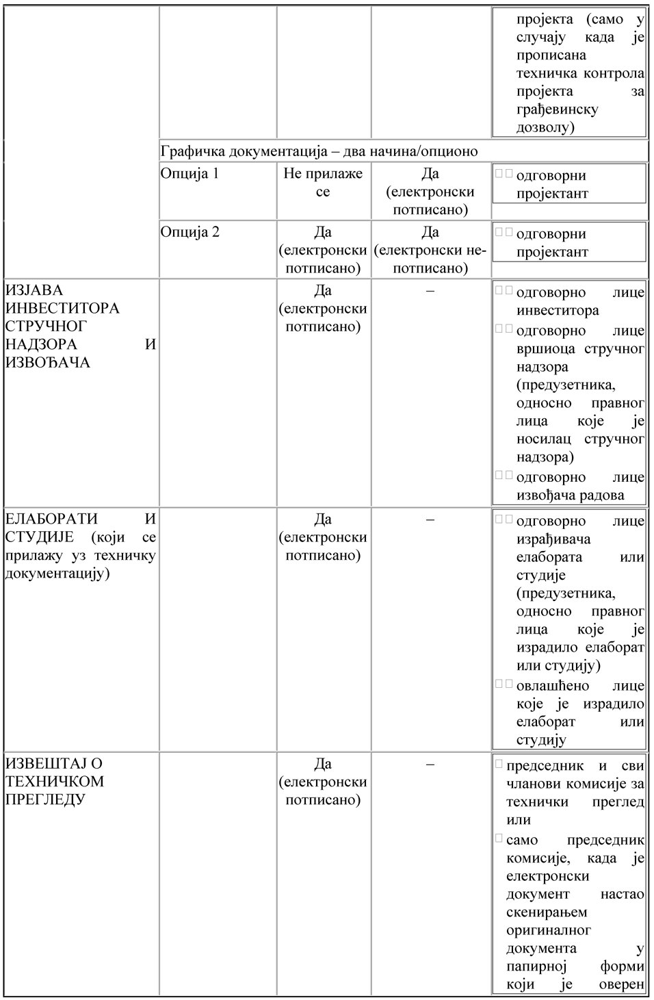 пројекта (само у
случају када је
прописана
техничка контрола
пројекта за
грађевинску
дозволу)
Графичка документација – два начина/опционо
Опција 1
Не прилаже
се
Да
(електронски
потписано)
одговорни
пројектант
Опција 2
Да
(електронски
потписано)
Да
(електронски не-
потписано)
одговорни
пројектант
ИЗЈАВА
ИНВЕСТИТОРА
СТРУЧНОГ
НАДЗОРА И
ИЗВОЂАЧА
Да
(електронски
потписано)
–
одговорно лице
инвеститора
одговорно лице
вршиоца стручног
надзора
(предузетника,
односно правног
лица које је
носилац стручног
надзора)
одговорно лице
извођача радова
ЕЛАБОРАТИ И
СТУДИЈЕ (који се
прилажу уз техничку
документацију)
Да
(електронски
потписано)
–
одговорно лице
израђивача
елабората или
студије
(предузетника,
односно правног
лица које је
израдило елаборат
или студију)
овлашћено лице
које је израдило
елаборат или
студију
ИЗВЕШТАЈ О
ТЕХНИЧКОМ
ПРЕГЛЕДУ
Да
(електронски
потписано)
–
председник и сви
чланови комисије за
технички преглед
или
само председник
комисије, када је
електронски
документ настао
скенирањем
оригиналног
документа у
папирној форми
који је оверен